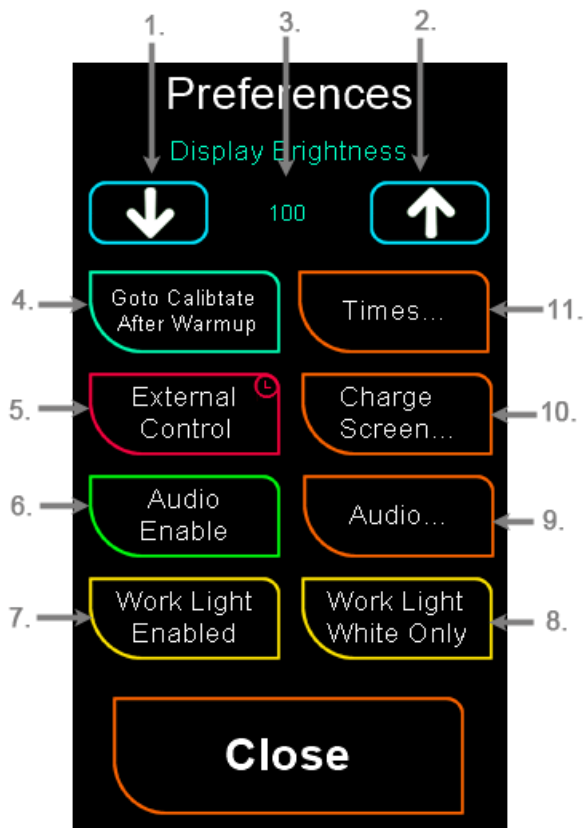 1.
3.
2.
Preferences
Display Brightness
100
4.
Goto Calibtate
After Warmup
Times...
11.
5.
External
Control
Charge
Screen...
10.
6.
Audio
Enable
Audio...
9.
7.
Work Light
Enabled
Work Light
White Only
8.
Close